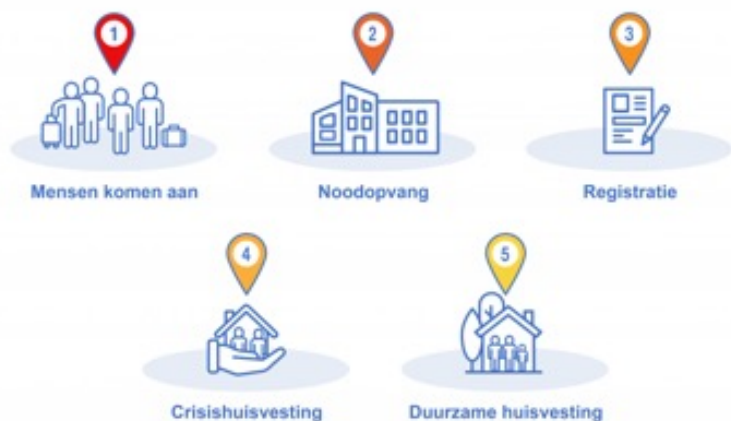 1
2
3
Mensen komen aan
Noodopvang
Registratie
4
5
Crisishuisvesting
Duurzame huisvesting